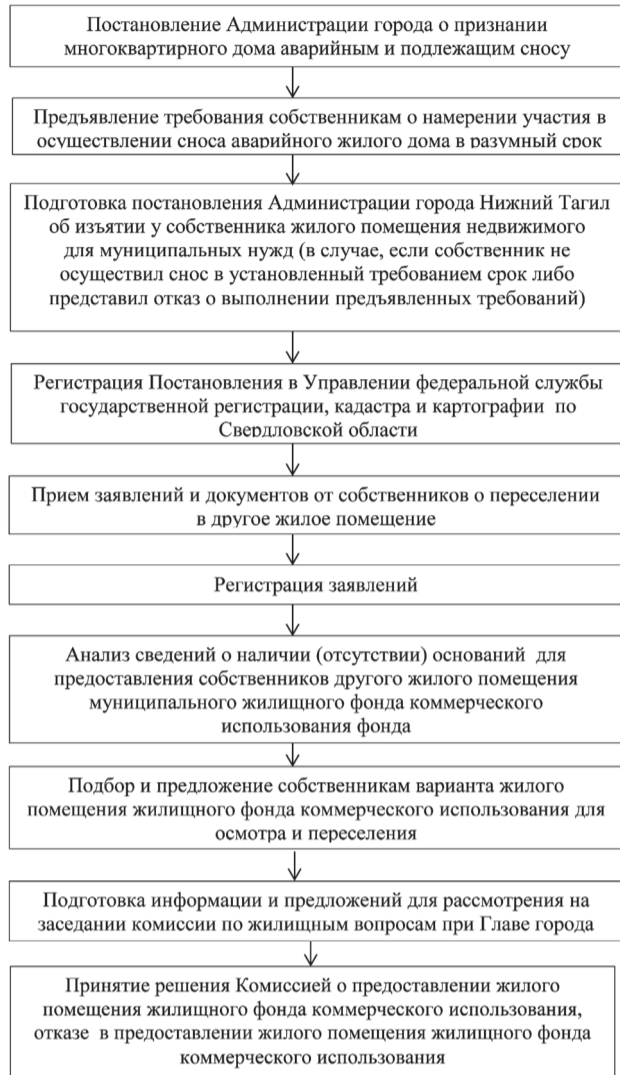 Постановление Администрации города о признании
многоквартирного дома аварийным и подлежащим сносу
Предъявление требования собственникам о намерении участия в
осуществлении сноса аварийного жилого дома в разумный срок
Подготовка постановления Администрации города Нижний Тагил
об изъятии у собственника жилого помещения недвижимого
для муниципальных нужд (в случае, если собственник не
осуществил снос в установленный требованием срок либо
представил отказ о выполнении предъявленных требований)
Регистрация Постановления в Управлении федеральной службы
государственной регистрации, кадастра и картографии по
Свердловской области
Прием заявлений и документов от собственников о переселении
в другое жилое помещение
Регистрация заявлений
Анализ сведений о наличии (отсутствии) оснований для
предоставления собственников другого жилого помещения
муниципального жилищного фонда коммерческого
использования фонда
Подбор и предложение собственникам варианта жилого
помещения жилищного фонда коммерческого использования для
осмотра и переселения
Подготовка информации и предложений для рассмотрения на
заседании комиссии по жилищным вопросам при Главе города
Принятие решения Комиссией о предоставлении жилого
помещения жилищного фонда коммерческого использования,
отказе в предоставлении жилого помещения жилищного фонда
коммерческого использования